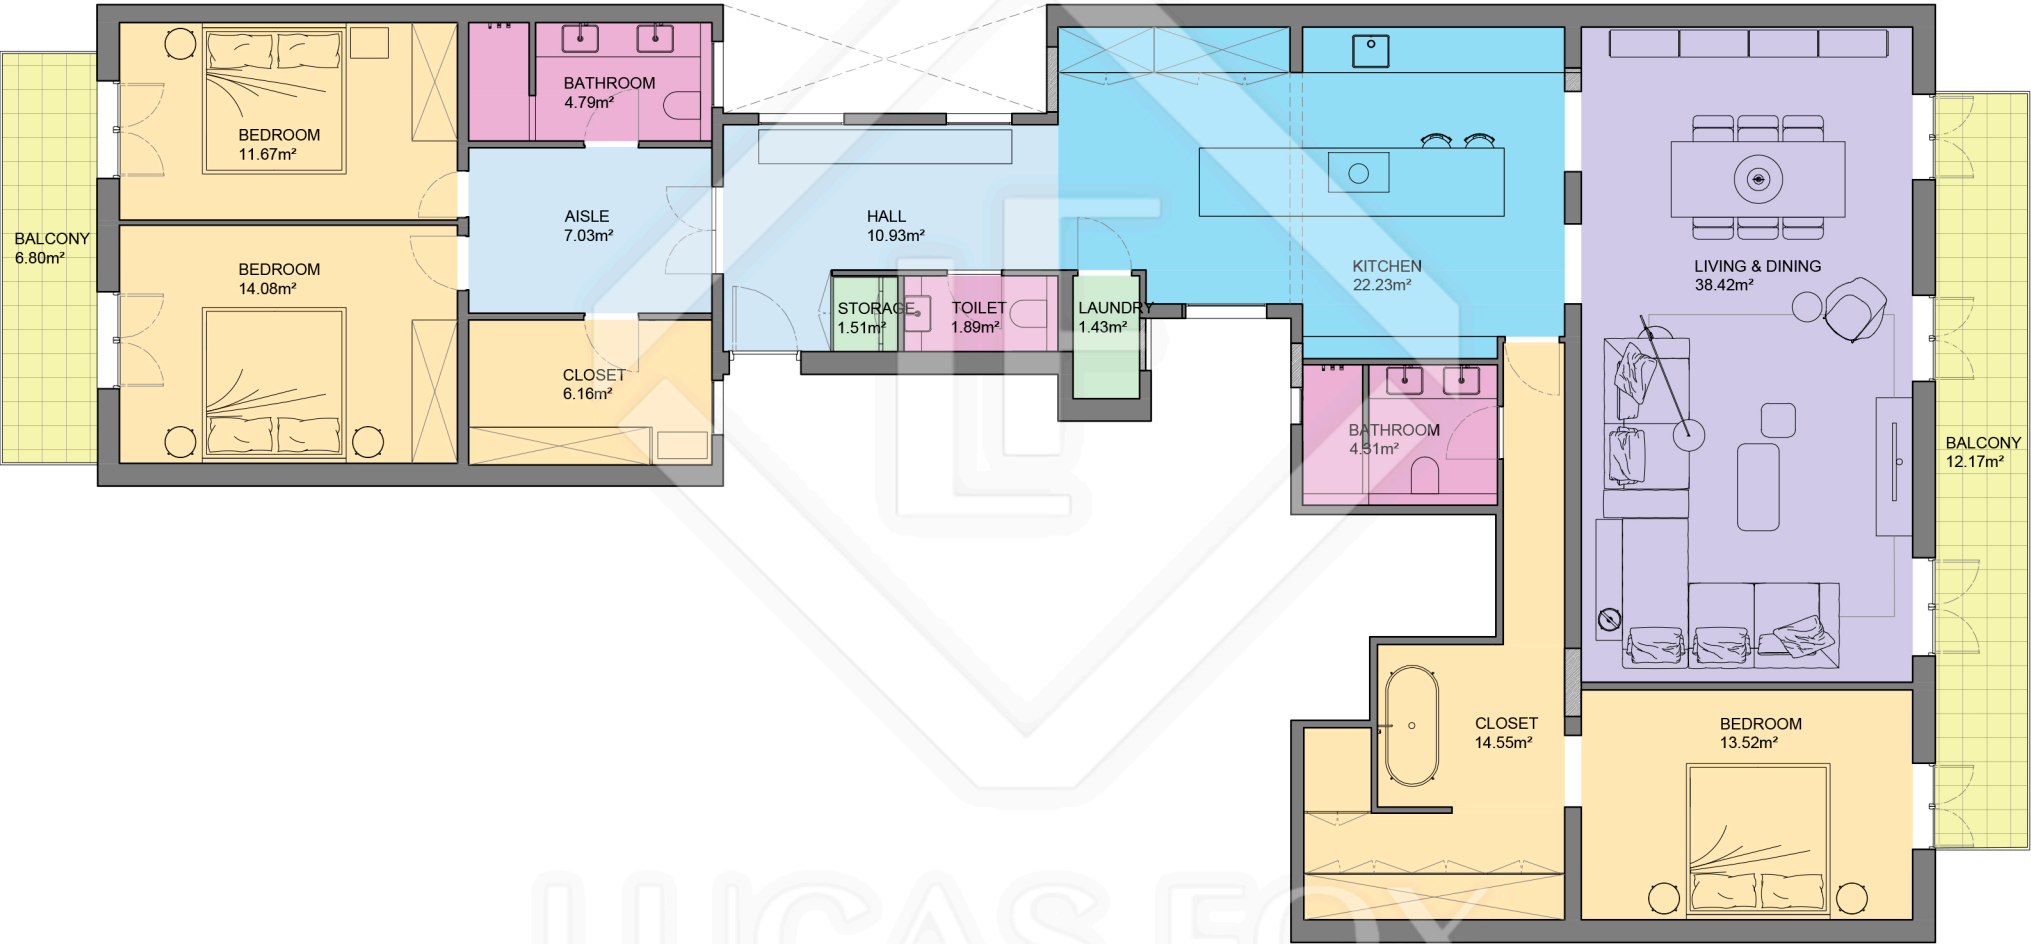 BATHROOM
4.79m²
BEDROOM
11.67m²
AISLE
7.03m²
HALL
10.93m²
BALCONY
6.80m²
BEDROOM
14.08m²
KITCHEN
22.23m²
LIVING & DINING
38.42m²
STORAGE
1.51m²
TOILET
1.89m²
LAUNDRY
1.43m²
CLOSET
6.16m²
BATHROOM
4.31m²
BALCONY
12.17m²
CLOSET
14.55m²
BEDROOM
13.52m²
LUCAS FOX